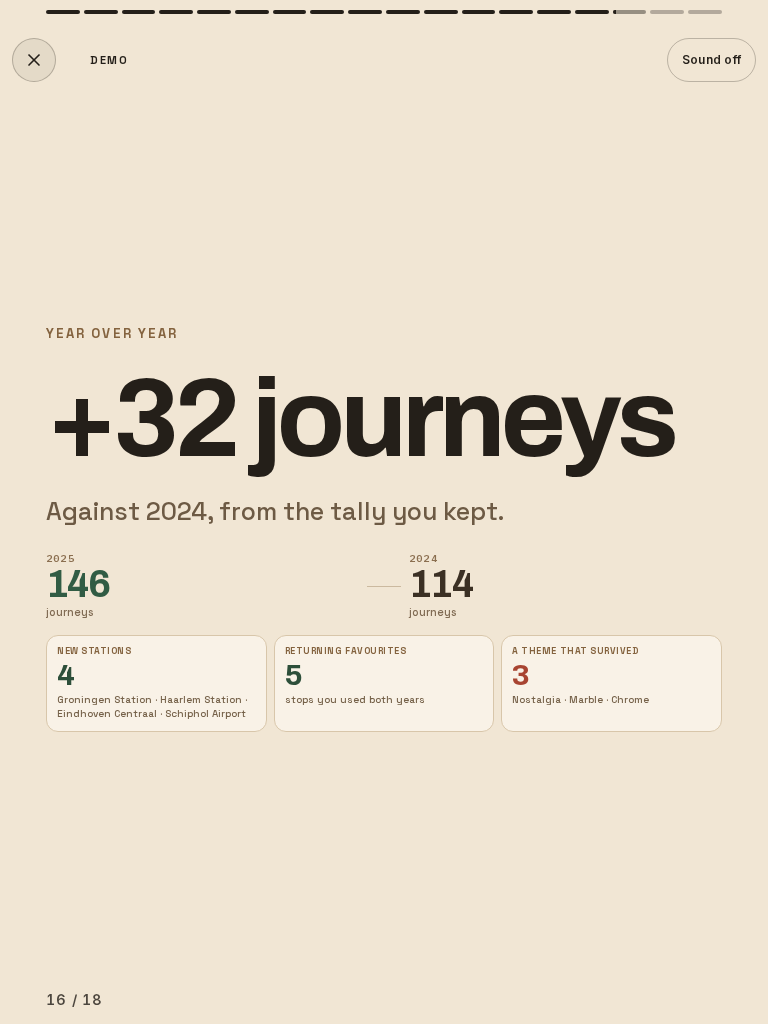 DEMO
Sound off
YEAR OVER YEAR
+32 journeys
Against 2024, from the tally you kept.
2025
146
journeys
2024
114
journeys
NEW STATIONS
4
Groningen Station · Haarlem Station ·
Eindhoven Centraal · Schiphol Airport
RETURNING FAVOURITES
5
stops you used both years
A THEME THAT SURVIVED
3
Nostalgia · Marble · Chrome
16 / 18